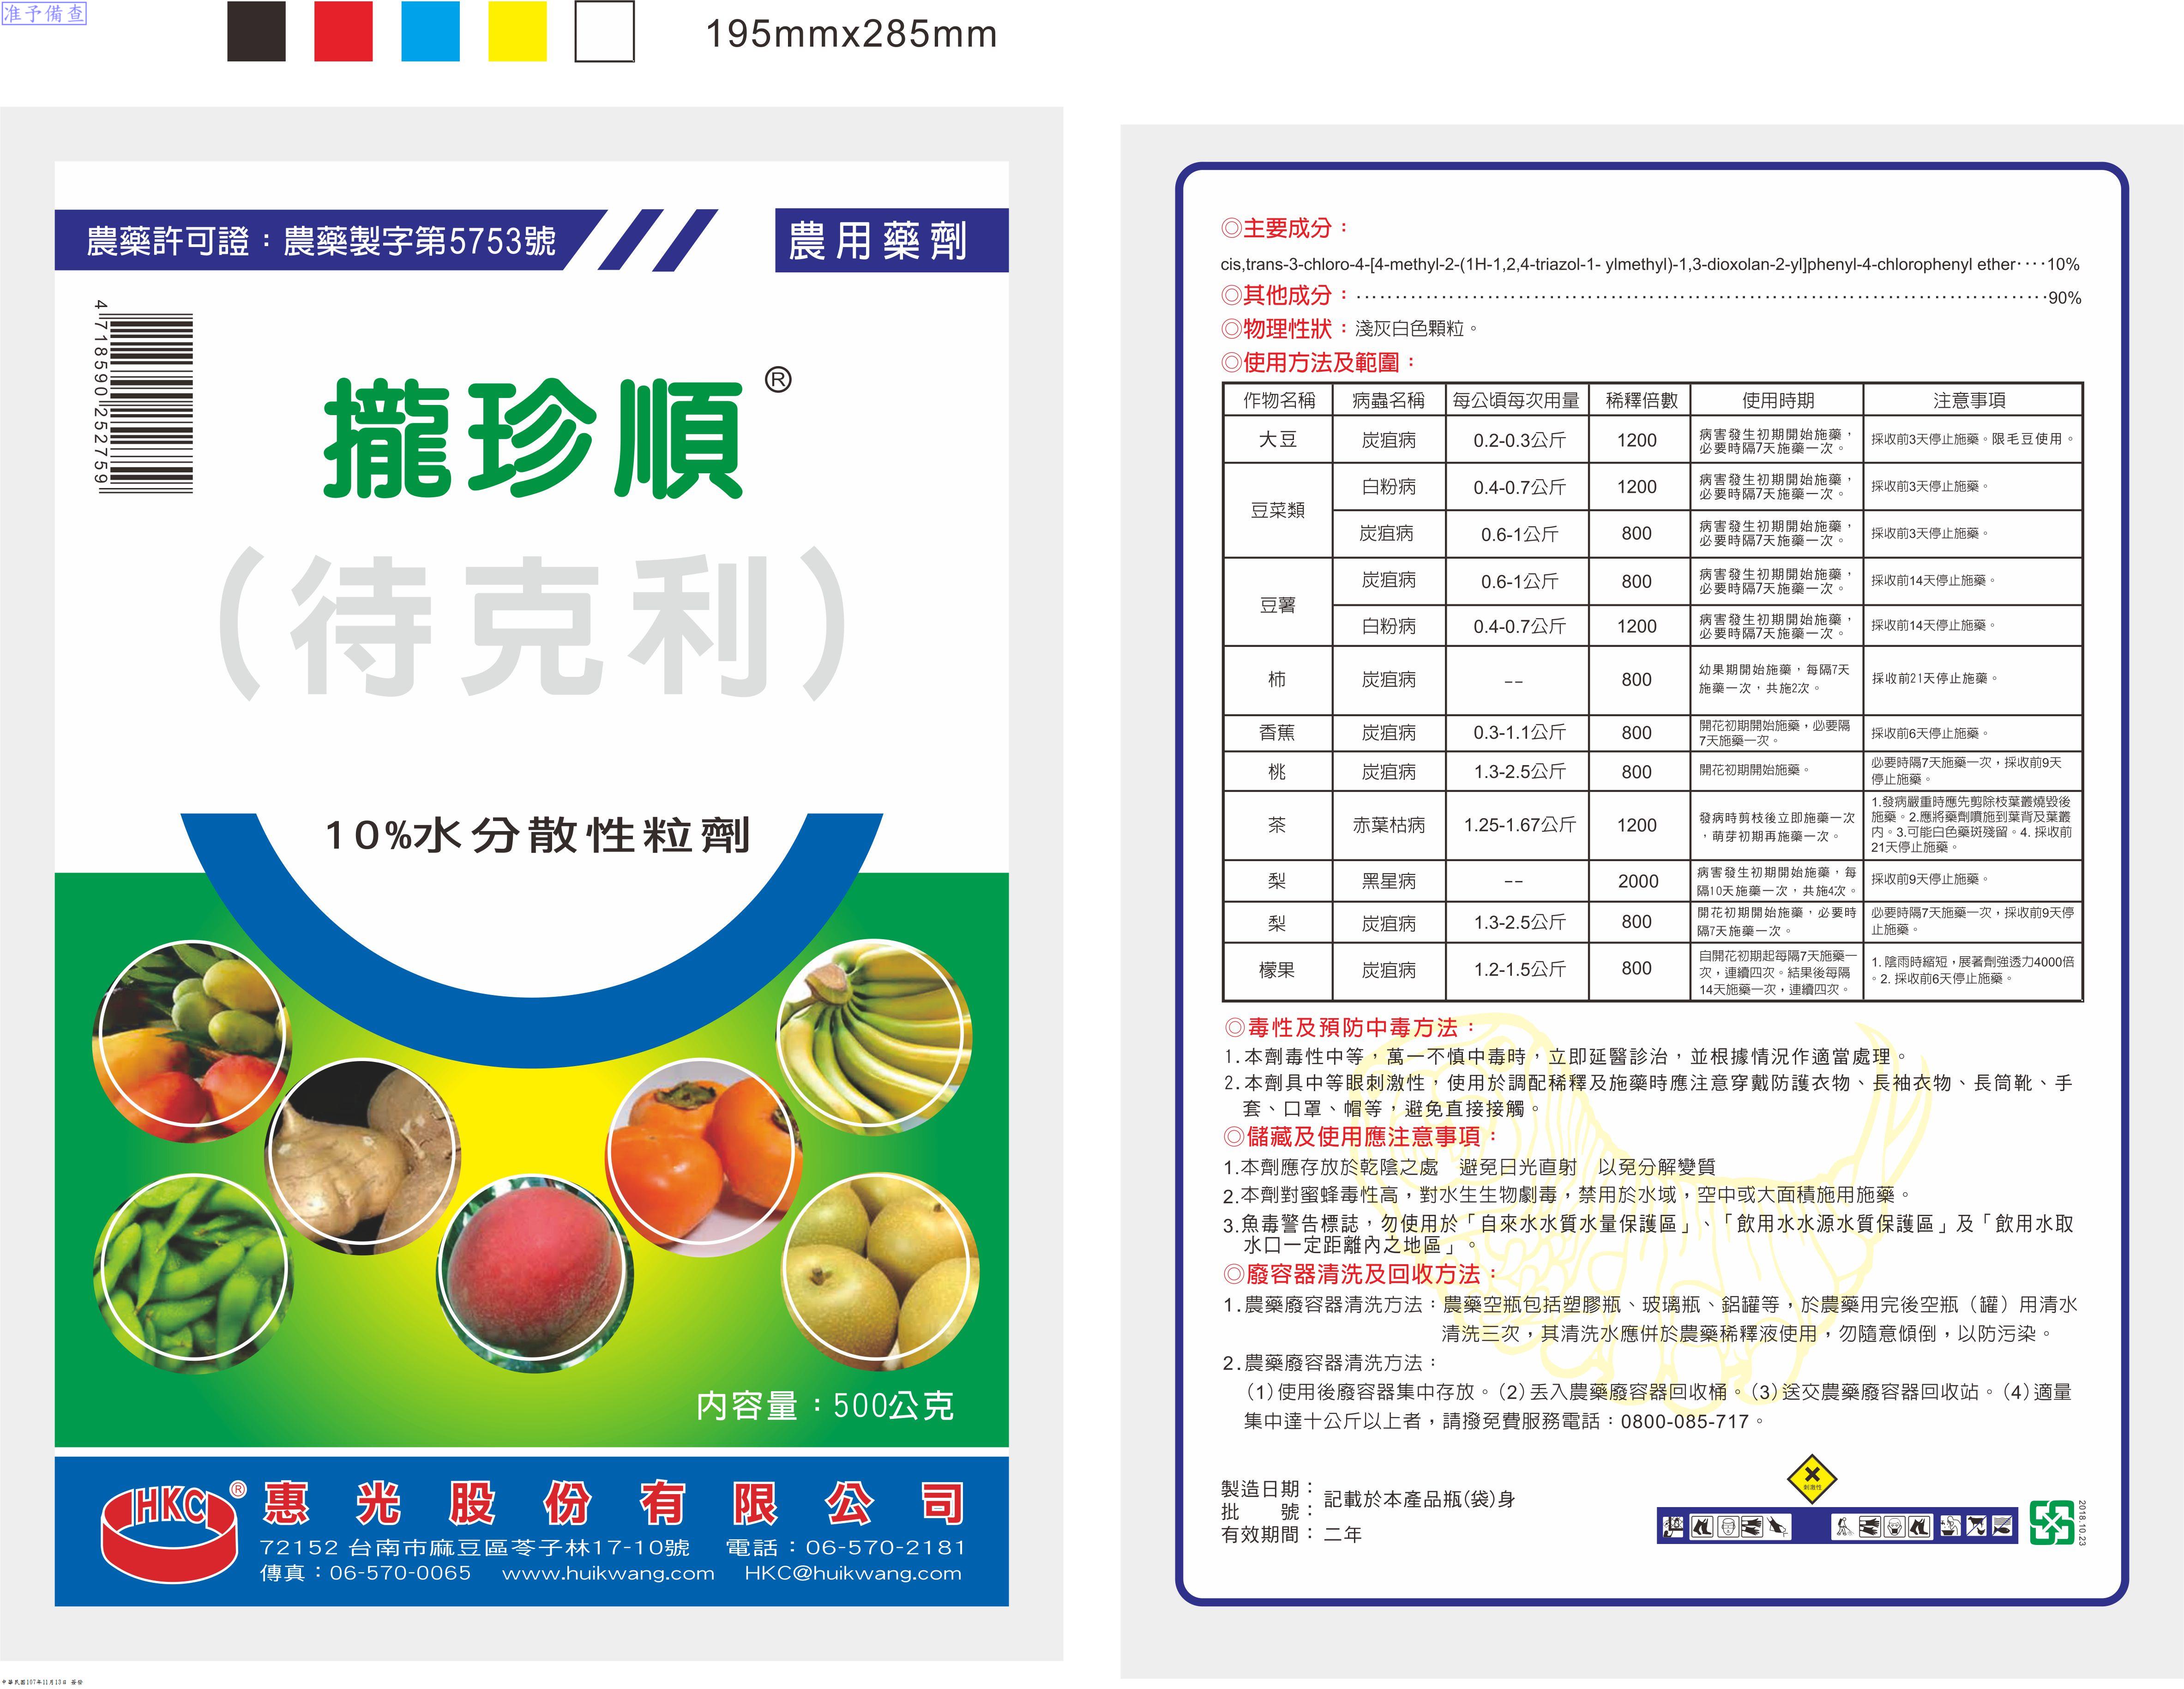 准予備查
195mmx285mm
農藥許可證：農藥製字第5753號
農用藥劑
4 718590 252759
攏珍順®
（待克利）
10%水分散性粒劑
內容量：500公克
HKC®
惠光股份有限公司
72152 台南市麻豆區苓子林17-10號 電話：06-570-2181
傳真：06-570-0065 www.huikwang.com HKC@huikwang.com
中華民國107年11月13日 簽發
◎主要成分：
cis,trans-3-chloro-4-[4-methyl-2-(1H-1,2,4-triazol-1- ylmethyl)-1,3-dioxolan-2-yl]phenyl-4-chlorophenyl ether····10%
◎其他成分：····90%
◎物理性狀：淺灰白色顆粒。
◎使用方法及範圍：
作物名稱 病蟲名稱 每公頃每次用量 稀釋倍數 使用時期 注意事項
大豆 炭疽病 0.2-0.3公斤 1200 病害發生初期開始施藥，必要時隔7天施藥一次。 採收前3天停止施藥。限毛豆使用。
豆菜類 白粉病 0.4-0.7公斤 1200 病害發生初期開始施藥，必要時隔7天施藥一次。 採收前3天停止施藥。
炭疽病 0.6-1公斤 800 病害發生初期開始施藥，必要時隔7天施藥一次。 採收前3天停止施藥。
豆薯 炭疽病 0.6-1公斤 800 病害發生初期開始施藥，必要時隔7天施藥一次。 採收前14天停止施藥。
白粉病 0.4-0.7公斤 1200 病害發生初期開始施藥，必要時隔7天施藥一次。 採收前14天停止施藥。
柿 炭疽病 -- 800 幼果期開始施藥，每隔7天施藥一次，共施2次。 採收前21天停止施藥。
香蕉 炭疽病 0.3-1.1公斤 800 開花初期開始施藥，必要隔7天施藥一次。 採收前6天停止施藥。
桃 炭疽病 1.3-2.5公斤 800 開花初期開始施藥。 必要時隔7天施藥一次，採收前9天停止施藥。
茶 赤葉枯病 1.25-1.67公斤 1200 發病時剪枝後立即施藥一次，萌芽初期再施藥一次。 1.發病嚴重時應先剪除枝葉叢燒毀後施藥。2.應將藥劑噴施到葉背及葉叢內。3.可能白色藥斑殘留。4. 採收前21天停止施藥。
梨 黑星病 -- 2000 病害發生初期開始施藥，每隔10天施藥一次，共施4次。 採收前9天停止施藥。
梨 炭疽病 1.3-2.5公斤 800 開花初期開始施藥，必要時隔7天施藥一次。 必要時隔7天施藥一次，採收前9天停止施藥。
檬果 炭疽病 1.2-1.5公斤 800 自開花初期起每隔7天施藥一次，連續四次。結果後每隔14天施藥一次，連續四次。 1. 陰雨時縮短，展著劑強透力4000倍。2. 採收前6天停止施藥。
◎毒性及預防中毒方法：
1.本劑毒性中等，萬一不慎中毒時，立即延醫診治，並根據情況作適當處理。
2.本劑具中等眼刺激性，使用於調配稀釋及施藥時應注意穿戴防護衣物、長袖衣物、長筒靴、手
套、口罩、帽等，避免直接接觸。
◎儲藏及使用應注意事項：
1.本劑應存放於乾陰之處 避免日光直射 以免分解變質
2.本劑對蜜蜂毒性高，對水生生物劇毒，禁用於水域，空中或大面積施用施藥。
3.魚毒警告標誌，勿使用於「自來水水質水量保護區」、「飲用水水源水質保護區」及「飲用水取
水口一定距離內之地區」。
◎廢容器清洗及回收方法：
1.農藥廢容器清洗方法：農藥空瓶包括塑膠瓶、玻璃瓶、鋁罐等，於農藥用完後空瓶（罐）用清水
清洗三次，其清洗水應併於農藥稀釋液使用，勿隨意傾倒，以防污染。
2.農藥廢容器清洗方法：
(1)使用後廢容器集中存放。(2)丟入農藥廢容器回收桶。(3)送交農藥廢容器回收站。(4)適量
集中達十公斤以上者，請撥免費服務電話：0800-085-717。
製造日期：
批 號：
記載於本產品瓶(袋)身
有效期間：二年
刺激性
2018.10.23